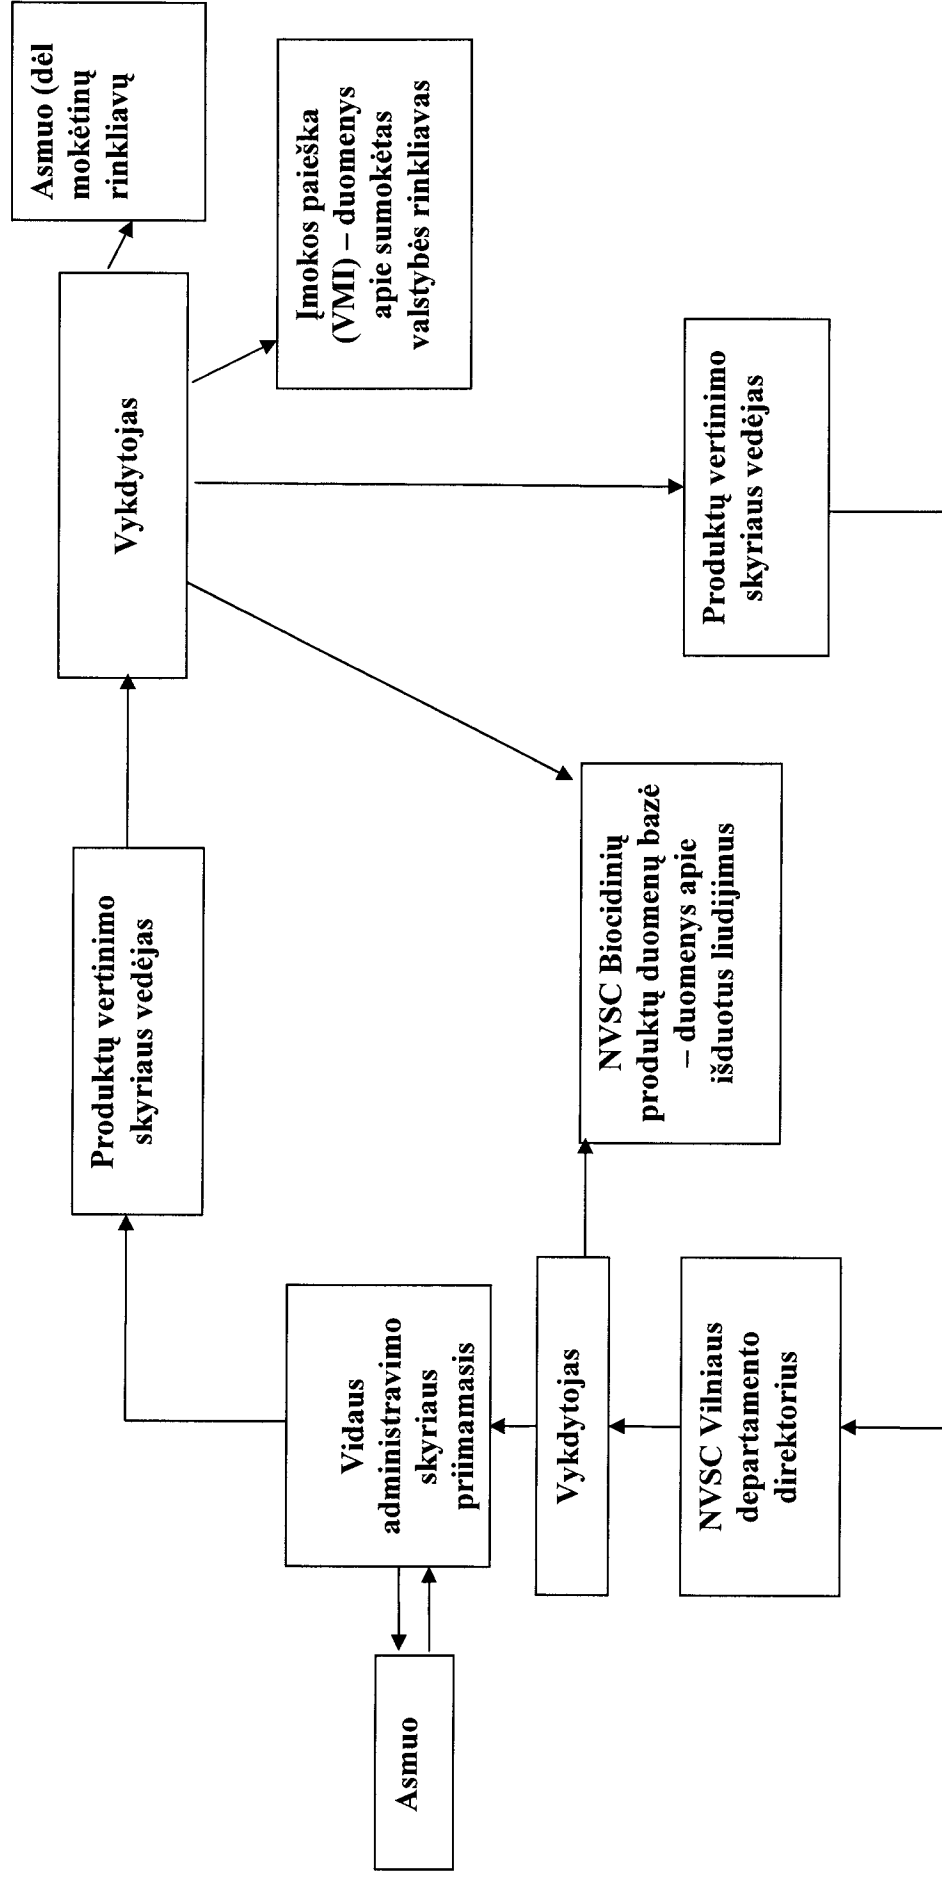 Asmuo
Vidaus
administravimo
skyriaus
priimamasis
Produktų vertinimo
skyriaus vedėjas
Vykdytojas
Asmuo (dėl
mokėtinų
rinkliavų
Įmokos paieška
(VMI) – duomenys
apie sumokėtas
valstybės rinkliavas
Produktų vertinimo
skyriaus vedėjas
NVSC Biocidinių
produktų duomenų bazė
– duomenys apie
išduotus liudijimus
Vykdytojas
NVSC Vilniaus
departamento
direktorius